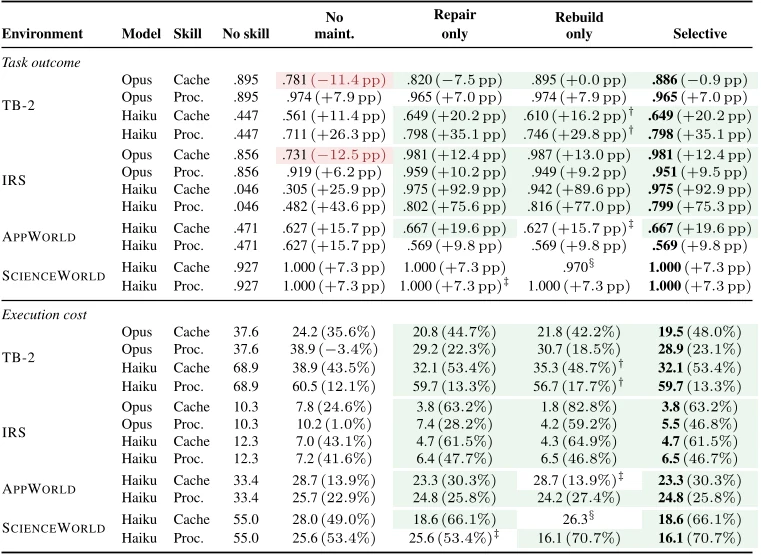 Environment Model Skill No skill No maint. Repair only Rebuild only Selective
Task outcome
TB-2
Opus Cache .895 .781 (−11.4 pp) .820 (−7.5 pp) .895 (+0.0 pp) .886 (−0.9 pp)
Opus Proc. .895 .974 (+7.9 pp) .965 (+7.0 pp) .974 (+7.9 pp) .965 (+7.0 pp)
Haiku Cache .447 .561 (+11.4 pp) .649 (+20.2 pp) .610 (+16.2 pp)† .649 (+20.2 pp)
Haiku Proc. .447 .711 (+26.3 pp) .798 (+35.1 pp) .746 (+29.8 pp)† .798 (+35.1 pp)
IRS
Opus Cache .856 .731 (−12.5 pp) .981 (+12.4 pp) .987 (+13.0 pp) .981 (+12.4 pp)
Opus Proc. .856 .919 (+6.2 pp) .959 (+10.2 pp) .949 (+9.2 pp) .951 (+9.5 pp)
Haiku Cache .046 .305 (+25.9 pp) .975 (+92.9 pp) .942 (+89.6 pp) .975 (+92.9 pp)
Haiku Proc. .046 .482 (+43.6 pp) .802 (+75.6 pp) .816 (+77.0 pp) .799 (+75.3 pp)
APPWORLD
Haiku Cache .471 .627 (+15.7 pp) .667 (+19.6 pp) .627 (+15.7 pp)‡ .667 (+19.6 pp)
Haiku Proc. .471 .627 (+15.7 pp) .569 (+9.8 pp) .569 (+9.8 pp) .569 (+9.8 pp)
SCIENCEWORLD
Haiku Cache .927 1.000 (+7.3 pp) 1.000 (+7.3 pp) .970§ 1.000 (+7.3 pp)
Haiku Proc. .927 1.000 (+7.3 pp) 1.000 (+7.3 pp)‡ 1.000 (+7.3 pp) 1.000 (+7.3 pp)
Execution cost
TB-2
Opus Cache 37.6 24.2 (35.6%) 20.8 (44.7%) 21.8 (42.2%) 19.5 (48.0%)
Opus Proc. 37.6 38.9 (−3.4%) 29.2 (22.3%) 30.7 (18.5%) 28.9 (23.1%)
Haiku Cache 68.9 38.9 (43.5%) 32.1 (53.4%) 35.3 (48.7%)† 32.1 (53.4%)
Haiku Proc. 68.9 60.5 (12.1%) 59.7 (13.3%) 56.7 (17.7%)† 59.7 (13.3%)
IRS
Opus Cache 10.3 7.8 (24.6%) 3.8 (63.2%) 1.8 (82.8%) 3.8 (63.2%)
Opus Proc. 10.3 10.2 (1.0%) 7.4 (28.2%) 4.2 (59.2%) 5.5 (46.8%)
Haiku Cache 12.3 7.0 (43.1%) 4.7 (61.5%) 4.3 (64.9%) 4.7 (61.5%)
Haiku Proc. 12.3 7.2 (41.6%) 6.4 (47.7%) 6.5 (46.8%) 6.5 (46.7%)
APPWORLD
Haiku Cache 33.4 28.7 (13.9%) 23.3 (30.3%) 28.7 (13.9%)‡ 23.3 (30.3%)
Haiku Proc. 33.4 25.7 (22.9%) 24.8 (25.8%) 24.2 (27.4%) 24.8 (25.8%)
SCIENCEWORLD
Haiku Cache 55.0 28.0 (49.0%) 18.6 (66.1%) 26.3§ 18.6 (66.1%)
Haiku Proc. 55.0 25.6 (53.4%) 25.6 (53.4%)‡ 16.1 (70.7%) 16.1 (70.7%)